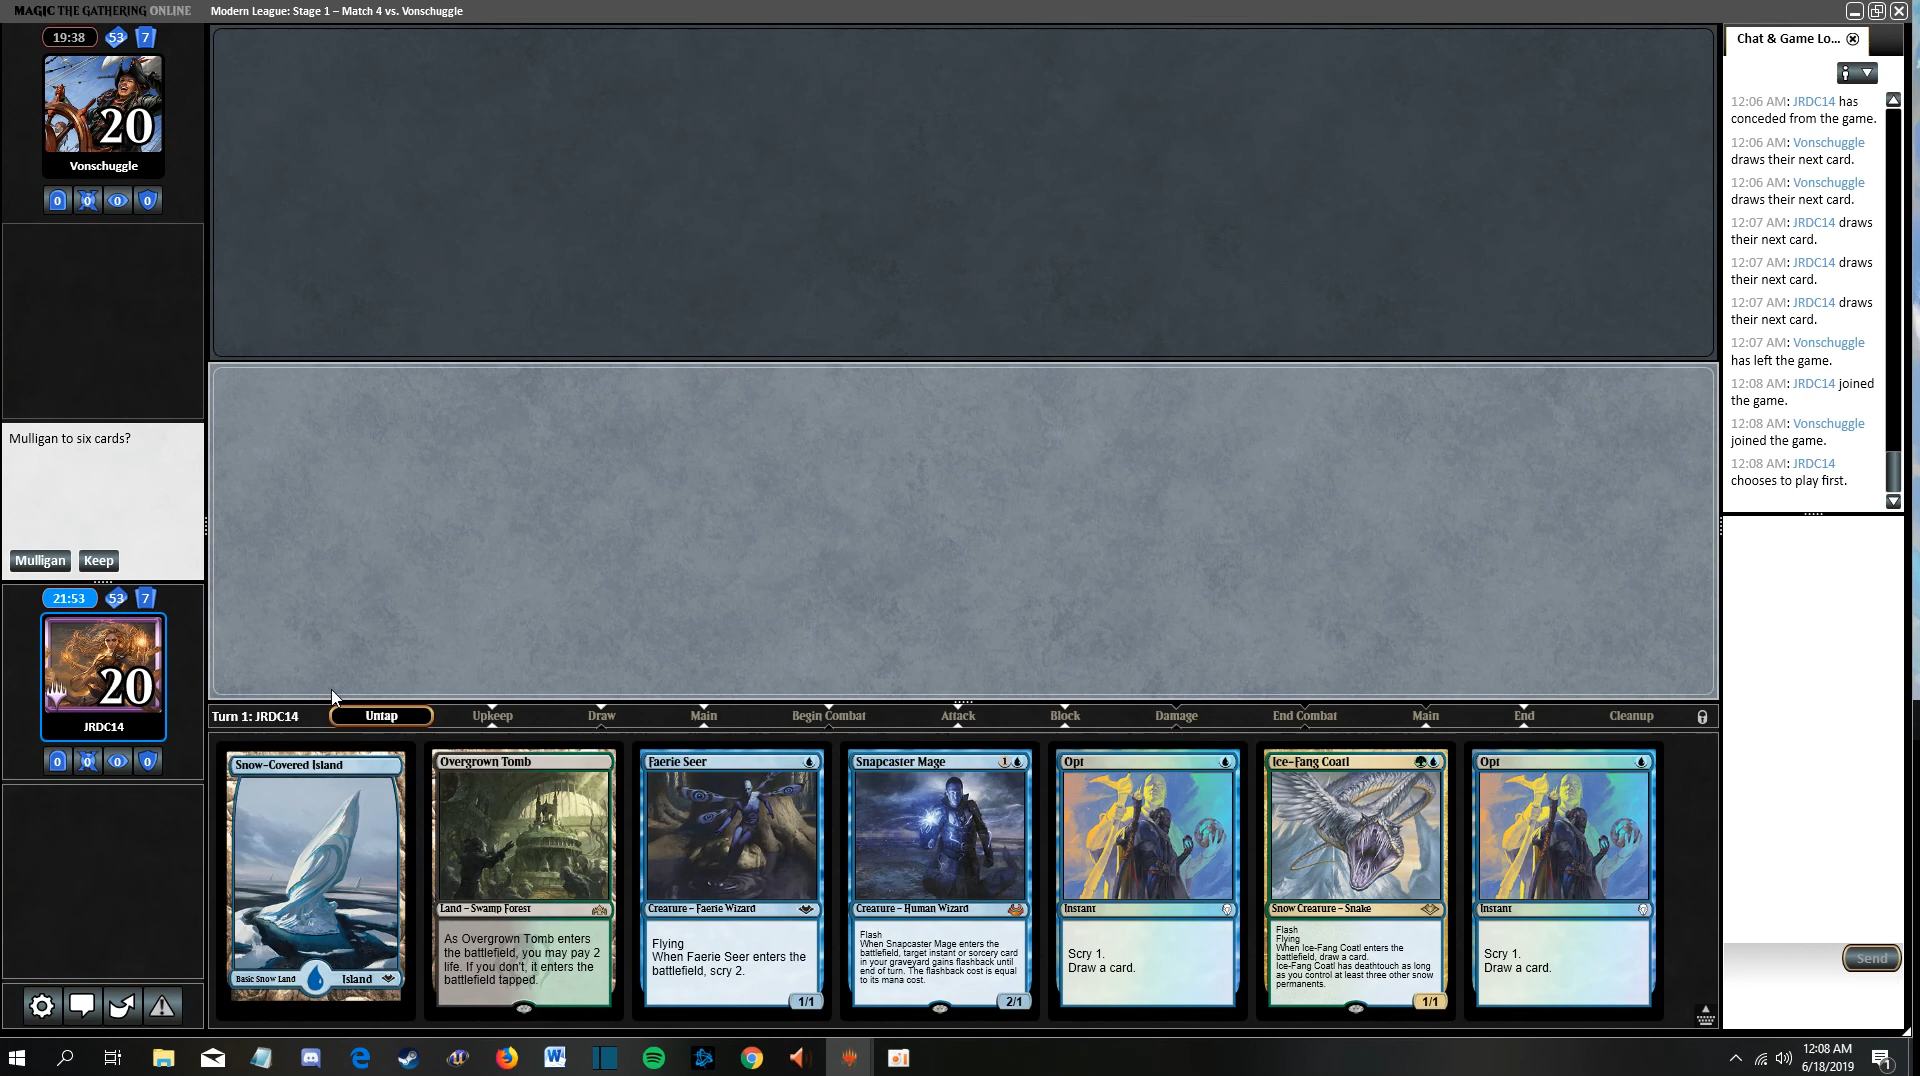 MAGIC THE GATHERING ONLINE
Modern League: Stage 1 – Match 4 vs. Vonschuggle
19:38 53 7
20
Vonschuggle
0 0 0 0
Mulligan to six cards?
Mulligan Keep
21:53 53 7
20
JRDC14
0 0 0 0
Turn 1: JRDC14 Untap Upkeep Draw Main Begin Combat Attack Block Damage End Combat Main End Cleanup
Snow-Covered Island
Basic Snow Land Island
Overgrown Tomb
Land – Swamp Forest
As Overgrown Tomb enters
the battlefield, you may pay 2
life. If you don't, it enters the
battlefield tapped.
Faerie Seer
Creature – Faerie Wizard
Flying
When Faerie Seer enters the
battlefield, scry 2.
1/1
Snapcaster Mage 1
Creature – Human Wizard
Flash
When Snapcaster Mage enters the
battlefield, target instant or sorcery card
in your graveyard gains flashback until
end of turn. The flashback cost is equal
to its mana cost.
2/1
Opt
Instant
Scry 1.
Draw a card.
Ice-Fang Coatl
Snow Creature – Snake
Flash
Flying
When Ice-Fang Coatl enters the
battlefield, draw a card.
Ice-Fang Coatl has deathtouch as long
as you control at least three other snow
permanents.
1/1
Opt
Instant
Scry 1.
Draw a card.
Chat & Game Lo...
12:06 AM: JRDC14 has
conceded from the game.
12:06 AM: Vonschuggle
draws their next card.
12:06 AM: Vonschuggle
draws their next card.
12:07 AM: JRDC14 draws
their next card.
12:07 AM: JRDC14 draws
their next card.
12:07 AM: JRDC14 draws
their next card.
12:07 AM: Vonschuggle
has left the game.
12:08 AM: JRDC14 joined
the game.
12:08 AM: Vonschuggle
joined the game.
12:08 AM: JRDC14
chooses to play first.
Send
12:08 AM
6/18/2019
1